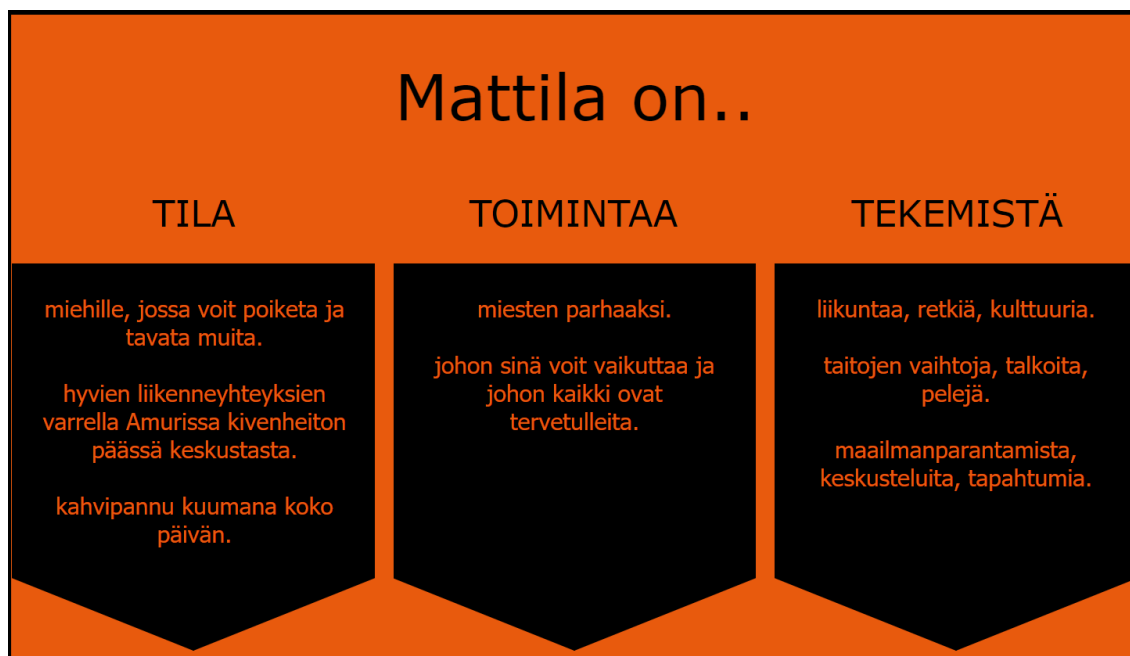 Mattila on..
TILA
miehille, jossa voit poiketa ja
tavata muita.
hyvien liikenneyhteyksien
varrella Amurissa kivenheiton
päässä keskustasta.
kahvipannu kuumana koko
päivän.
TOIMINTAA
miesten parhaaksi.
johon sinä voit vaikuttaa ja
johon kaikki ovat
tervetulleita.
TEKEMISTÄ
liikuntaa, retkiä, kulttuuria.
taitojen vaihtoja, talkoita,
pelejä.
maailmanparantamista,
keskusteluita, tapahtumia.